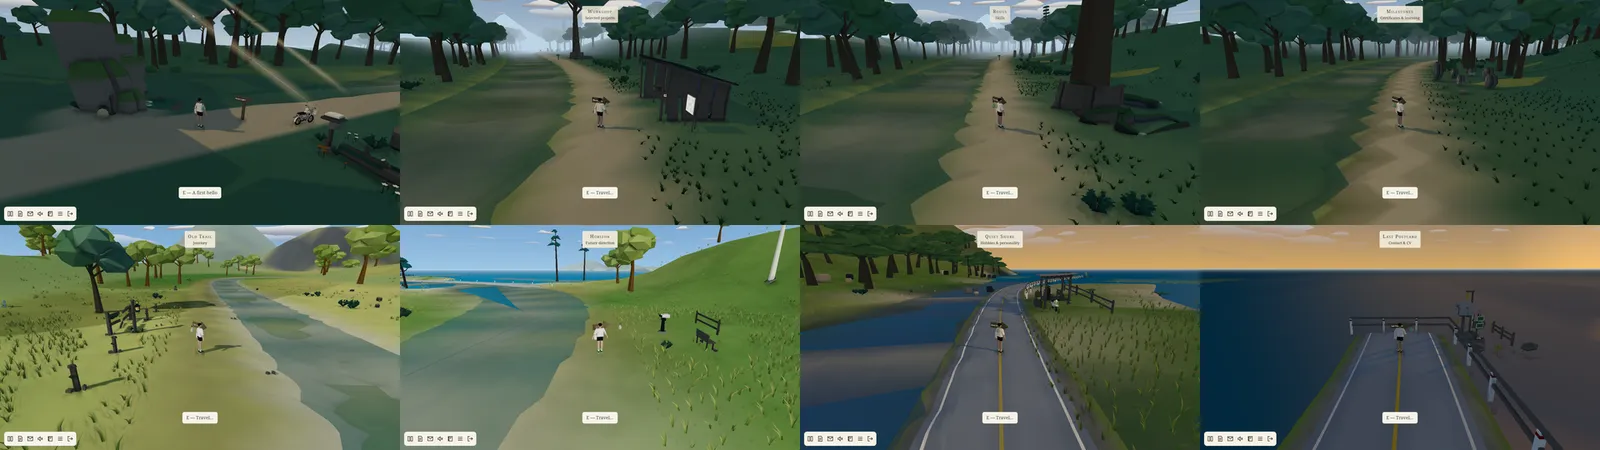 E — A first hello
Workshop
Selected projects
E — Travel...
Roots
Skills
E — Travel...
Milestones
Certificates & learning
E — Travel...
Our Trail
Journey
E — Travel...
Horizon
Future direction
E — Travel...
Quiet Shore
Hobbies & personality
E — Travel...
Last Postcard
Contact & CV
E — Travel...